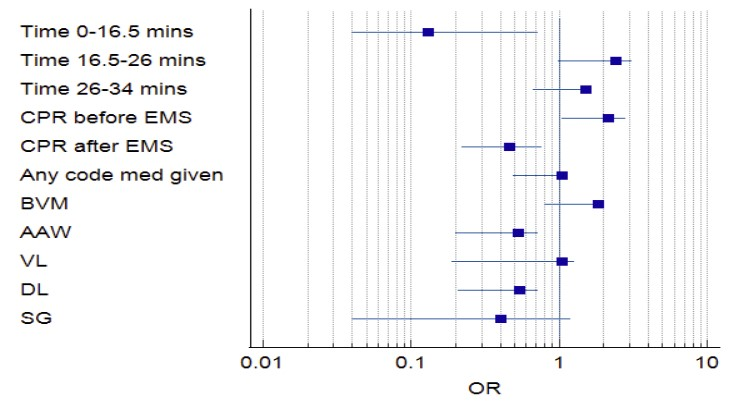 Time 0-16.5 mins
Time 16.5-26 mins
Time 26-34 mins
CPR before EMS
CPR after EMS
Any code med given
BVM
AAW
VL
DL
SG
0.01 0.1 1 10
OR